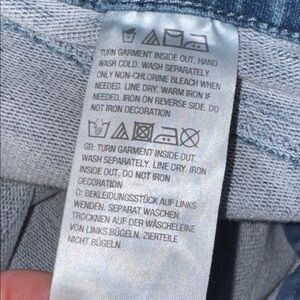 TURN GARMENT INSIDE OUT. HAND
WASH COLD. WASH SEPARATELY.
ONLY NON-CHLORINE BLEACH WHEN
NEEDED. LINE DRY. WARM IRON IF
NEEDED. IRON ON REVERSE SIDE. DO
NOT IRON DECORATION
GB: TURN GARMENT INSIDE OUT.
WASH SEPARATELY. LINE DRY. IRON
INSIDE OUT. DO NOT IRON
DECORATION
D: BEKLEIDUNGSSTÜCK AUF LINKS
WENDEN. SEPARAT WASCHEN
TROCKNEN AUF DER WÄSCHELEINE
VON LINKS BÜGELN. ZIERTEILE
NICHT BÜGELN